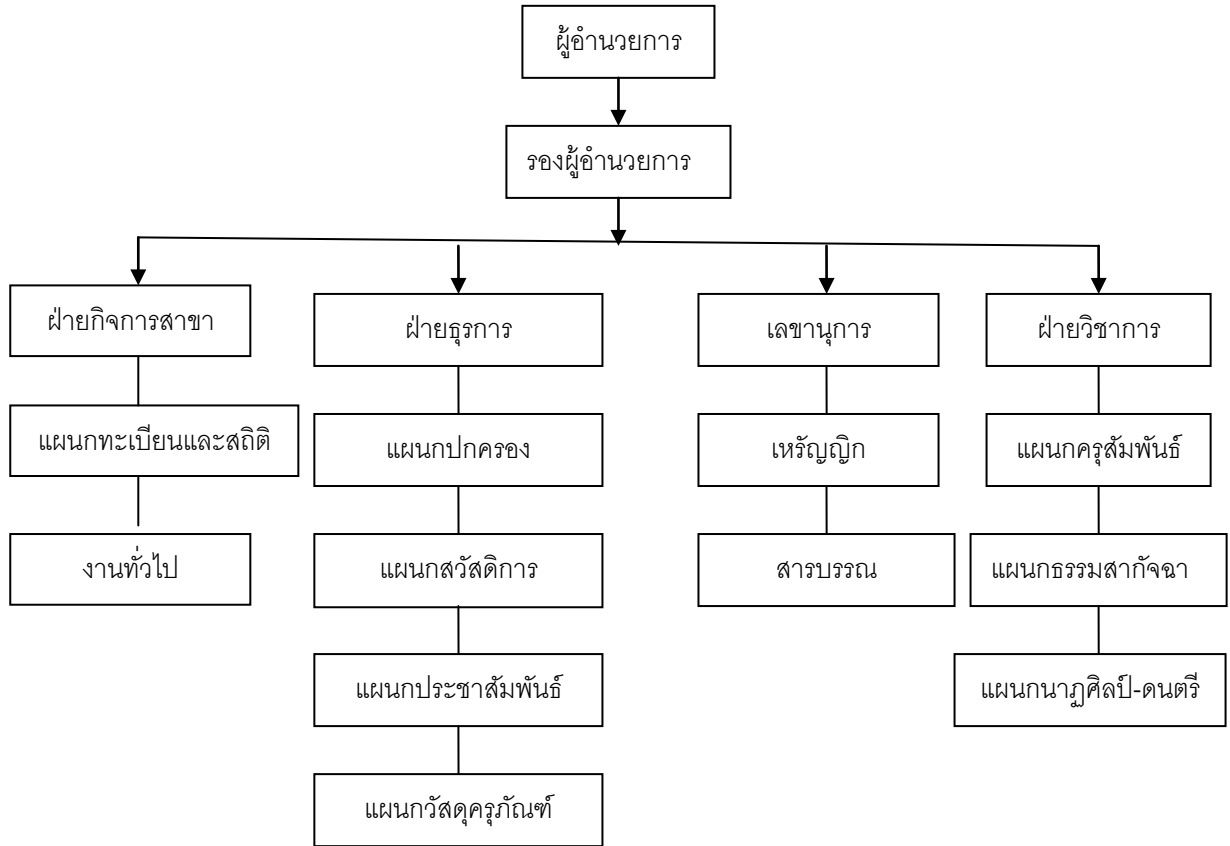 ผู้อำนวยการ
รองผู้อำนวยการ
ฝ่ายกิจการสาขา
ฝ่ายธุรการ
เลขานุการ
ฝ่ายวิชาการ
แผนกทะเบียนและสถิติ
แผนกปกครอง
เหรัญญิก
แผนกครุสัมพันธ์
งานทั่วไป
แผนกสวัสดิการ
สารบรรณ
แผนกธรรมสากัจฉา
แผนกประชาสัมพันธ์
แผนกนาฏศิลป์-ดนตรี
แผนกวัสดุครุภัณฑ์